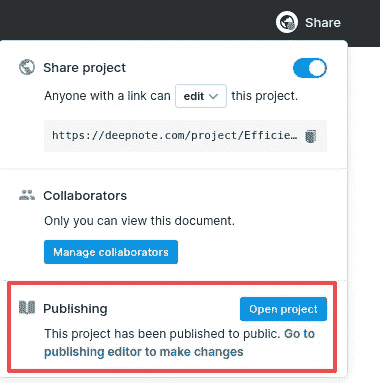 Share
Share project
Anyone with a link can edit this project.
https://deepnote.com/project/Efficie…
Collaborators
Only you can view this document.
Manage collaborators
Publishing
Open project
This project has been published to public. Go to
publishing editor to make changes